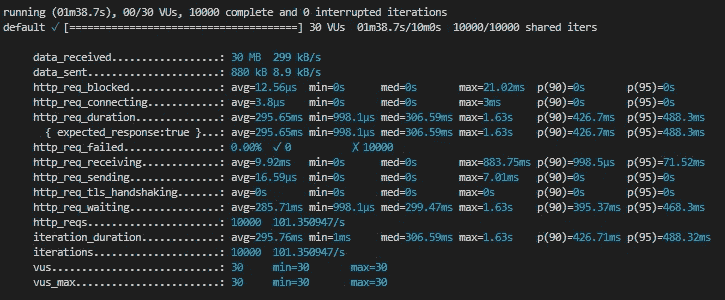 running (01m38.7s), 00/30 VUs, 10000 complete and 0 interrupted iterations
default ✓ [======================================] 30 VUs  01m38.7s/10m0s  10000/10000 shared iters
data_received..................: 30 MB  299 kB/s
data_sent......................: 880 kB 8.9 kB/s
http_req_blocked...............: avg=12.56µs  min=0s      med=0s       max=21.02ms  p(90)=0s       p(95)=0s
http_req_connecting............: avg=3.8µs    min=0s      med=0s       max=3ms      p(90)=0s       p(95)=0s
http_req_duration..............: avg=295.65ms min=998.1µs med=306.59ms max=1.63s    p(90)=426.7ms  p(95)=488.3ms
{ expected_response:true }...: avg=295.65ms min=998.1µs med=306.59ms max=1.63s    p(90)=426.7ms  p(95)=488.3ms
http_req_failed................: 0.00%  ✓ 0          ✗ 10000
http_req_receiving.............: avg=9.92ms   min=0s      med=0s       max=883.75ms p(90)=998.5µs  p(95)=71.52ms
http_req_sending...............: avg=16.59µs  min=0s      med=0s       max=7.01ms   p(90)=0s       p(95)=0s
http_req_tls_handshaking.......: avg=0s       min=0s      med=0s       max=0s       p(90)=0s       p(95)=0s
http_req_waiting...............: avg=285.71ms min=998.1µs med=299.47ms max=1.63s    p(90)=395.37ms p(95)=468.3ms
http_reqs......................: 10000  101.350947/s
iteration_duration.............: avg=295.76ms min=1ms     med=306.59ms max=1.63s    p(90)=426.71ms p(95)=488.32ms
iterations.....................: 10000  101.350947/s
vus............................: 30     min=30       max=30
vus_max........................: 30     min=30       max=30